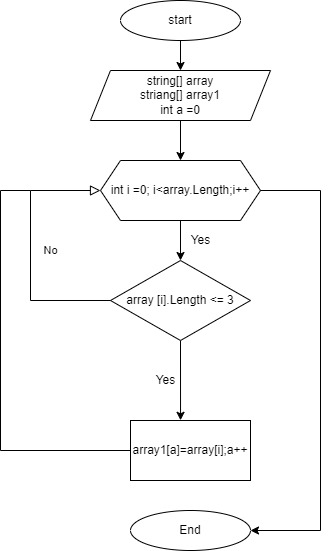 start
string[] array
striang[] array1
int a =0
int i =0; i<array.Length;i++
Yes
No
array [i].Length <= 3
Yes
array1[a]=array[i];a++
End